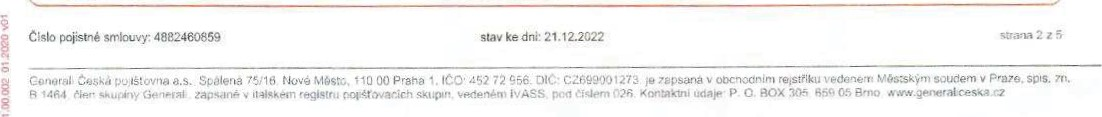 Číslo pojistné smlouvy: 4882460859 stav ke dni: 21.12.2022 strana 2 z 5
Generali Česká pojišťovna a.s., Spálená 75/16, Nové Město, 110 00 Praha 1, IČO: 452 72 956, DIČ: CZ699001273, je zapsaná v obchodním rejstříku vedeném Městským soudem v Praze, spis. zn.
B 1464, člen skupiny Generali, zapsané v italském registru pojišťovacích skupin, vedeném IVASS, pod číslem 026. Kontaktní údaje: P. O. BOX 305, 659 05 Brno, www.generaliceska.cz
1.00.002 01.2020 v01